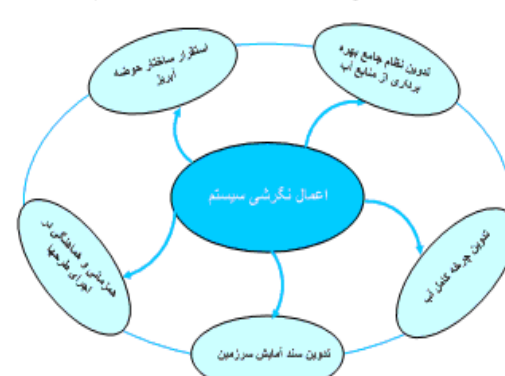 تدوین نظام جامع بهره
برداری از منابع آب
استقرار ساختار حوضه
آبریز
اعمال نگرشی سیستم
همزمانی و هماهنگی در
اجرای طرحها
تدوین چرخه کامل آب
تدوین سند آمایش سرزمین